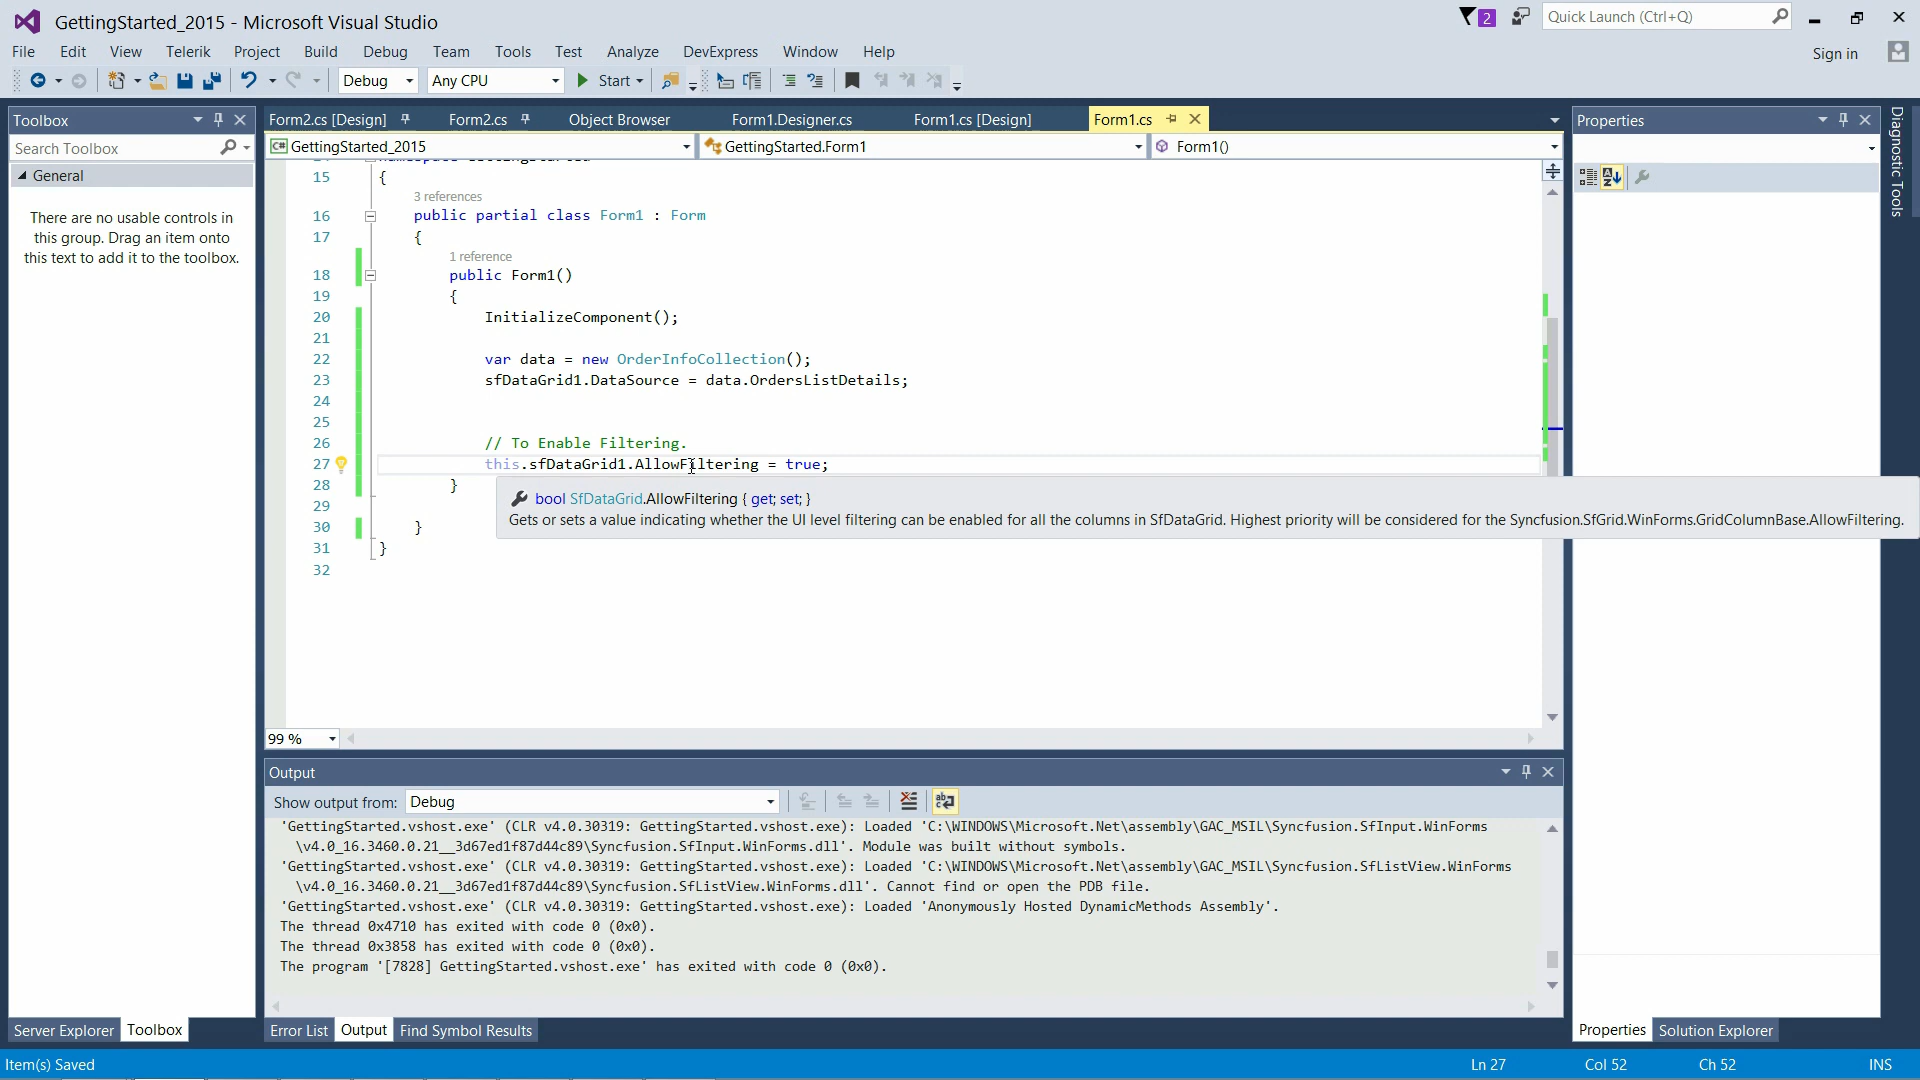 GettingStarted_2015 - Microsoft Visual Studio
2
Quick Launch (Ctrl+Q)
File Edit View Telerik Project Build Debug Team Tools Test Analyze DevExpress Window Help
Sign in
Debug Any CPU Start
Toolbox
Search Toolbox
General
There are no usable controls in
this group. Drag an item onto
this text to add it to the toolbox.
Form2.cs [Design] Form2.cs Object Browser Form1.Designer.cs Form1.cs [Design] Form1.cs
GettingStarted_2015 GettingStarted.Form1 Form1()
15 {
3 references
16 public partial class Form1 : Form
17 {
1 reference
18 public Form1()
19 {
20 InitializeComponent();
21
22 var data = new OrderInfoCollection();
23 sfDataGrid1.DataSource = data.OrdersListDetails;
24
25
26 // To Enable Filtering.
27 this.sfDataGrid1.AllowFiltering = true;
28 }
bool SfDataGrid.AllowFiltering { get; set; }
Gets or sets a value indicating whether the UI level filtering can be enabled for all the columns in SfDataGrid. Highest priority will be considered for the Syncfusion.SfGrid.WinForms.GridColumnBase.AllowFiltering.
29
30 }
31 }
32
99 %
Properties
Diagnostic Tools
Output
Show output from: Debug
'GettingStarted.vshost.exe' (CLR v4.0.30319: GettingStarted.vshost.exe): Loaded 'C:\WINDOWS\Microsoft.Net\assembly\GAC_MSIL\Syncfusion.SfInput.WinForms
\v4.0_16.3460.0.21__3d67ed1f87d44c89\Syncfusion.SfInput.WinForms.dll'. Module was built without symbols.
'GettingStarted.vshost.exe' (CLR v4.0.30319: GettingStarted.vshost.exe): Loaded 'C:\WINDOWS\Microsoft.Net\assembly\GAC_MSIL\Syncfusion.SfListView.WinForms
\v4.0_16.3460.0.21__3d67ed1f87d44c89\Syncfusion.SfListView.WinForms.dll'. Cannot find or open the PDB file.
'GettingStarted.vshost.exe' (CLR v4.0.30319: GettingStarted.vshost.exe): Loaded 'Anonymously Hosted DynamicMethods Assembly'.
The thread 0x4710 has exited with code 0 (0x0).
The thread 0x3858 has exited with code 0 (0x0).
The program '[7828] GettingStarted.vshost.exe' has exited with code 0 (0x0).
Server Explorer Toolbox
Error List Output Find Symbol Results
Properties Solution Explorer
Item(s) Saved
Ln 27 Col 52 Ch 52 INS